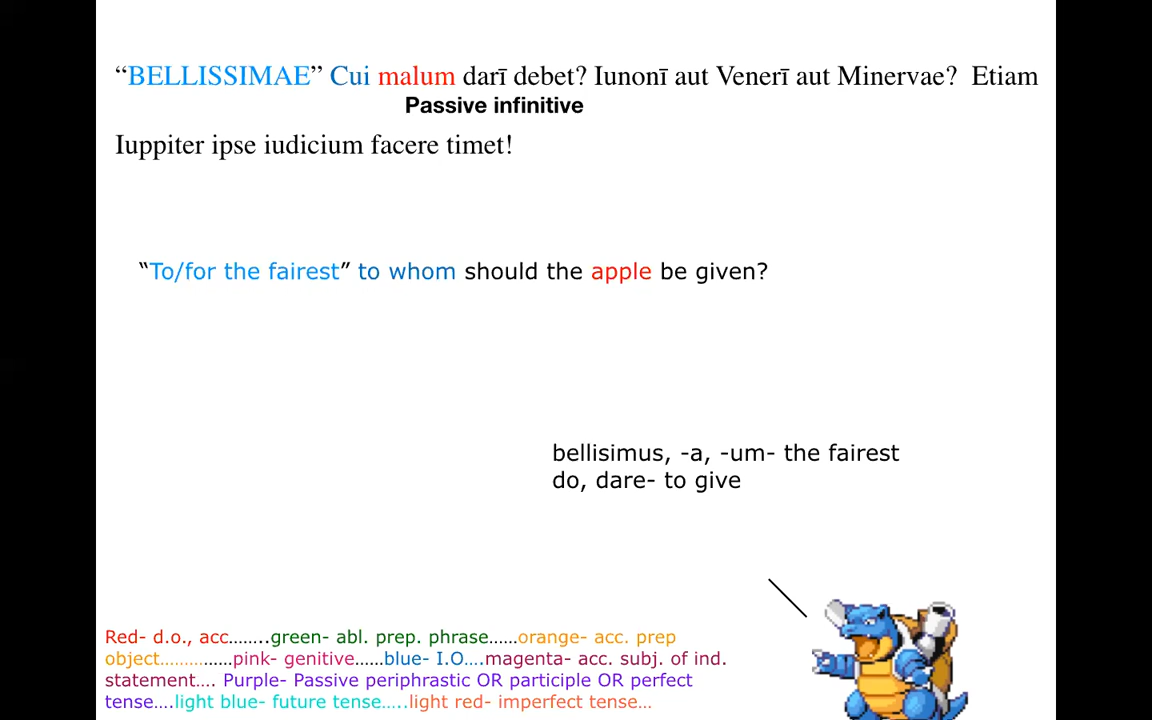 “BELLISSIMAE” Cui malum darī debet? Iunonī aut Venerī aut Minervae?  Etiam
Passive infinitive
Iuppiter ipse iudicium facere timet!
“To/for the fairest” to whom should the apple be given?
bellisimus, -a, -um- the fairest
do, dare- to give
Red- d.o., acc........green- abl. prep. phrase......orange- acc. prep
object................pink- genitive......blue- I.O....magenta- acc. subj. of ind.
statement.... Purple- Passive periphrastic OR participle OR perfect
tense....light blue- future tense......light red- imperfect tense...